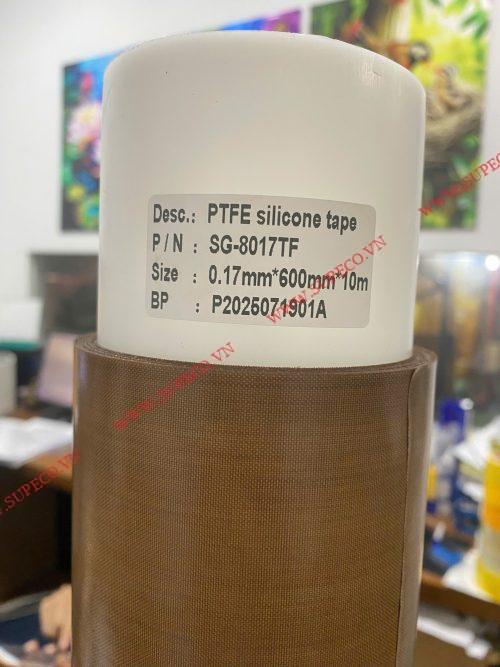 Desc.: PTFE silicone tape
P / N : SG-8017TF
Size : 0.17mm*600mm*10m
BP : P2025071901A
WWW.SUPECO.VN
WWW.SUPECO.VN
WWW.SUPECO.VN
WWW.SUPECO.VN